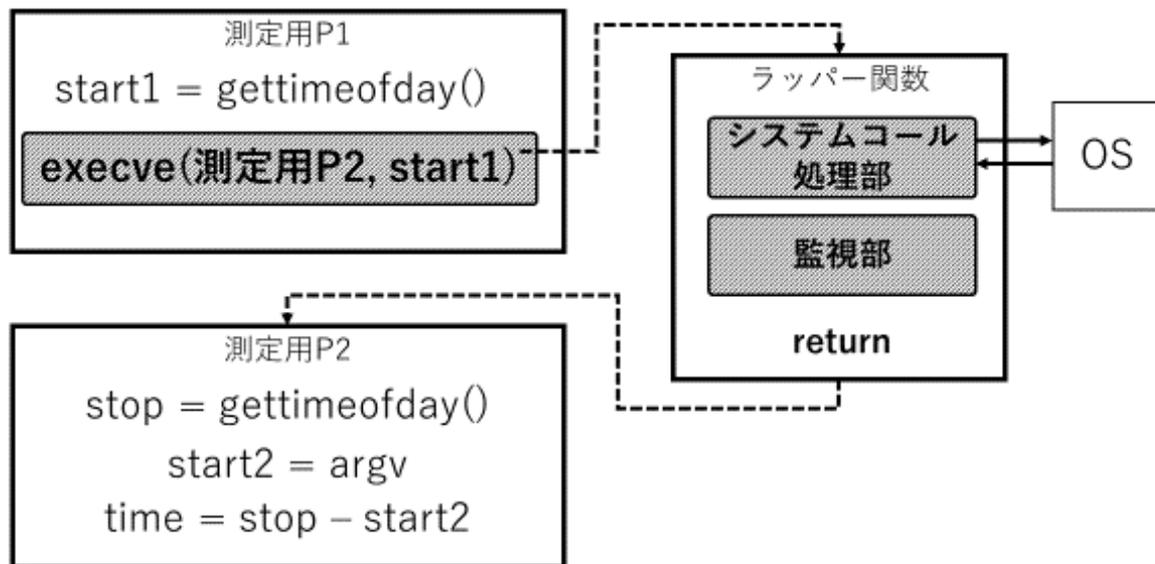 測定用P1
start1 = gettimeofday()
execve(測定用P2, start1)
ラッパー関数
システムコール
処理部
監視部
return
OS
測定用P2
stop = gettimeofday()
start2 = argv
time = stop – start2